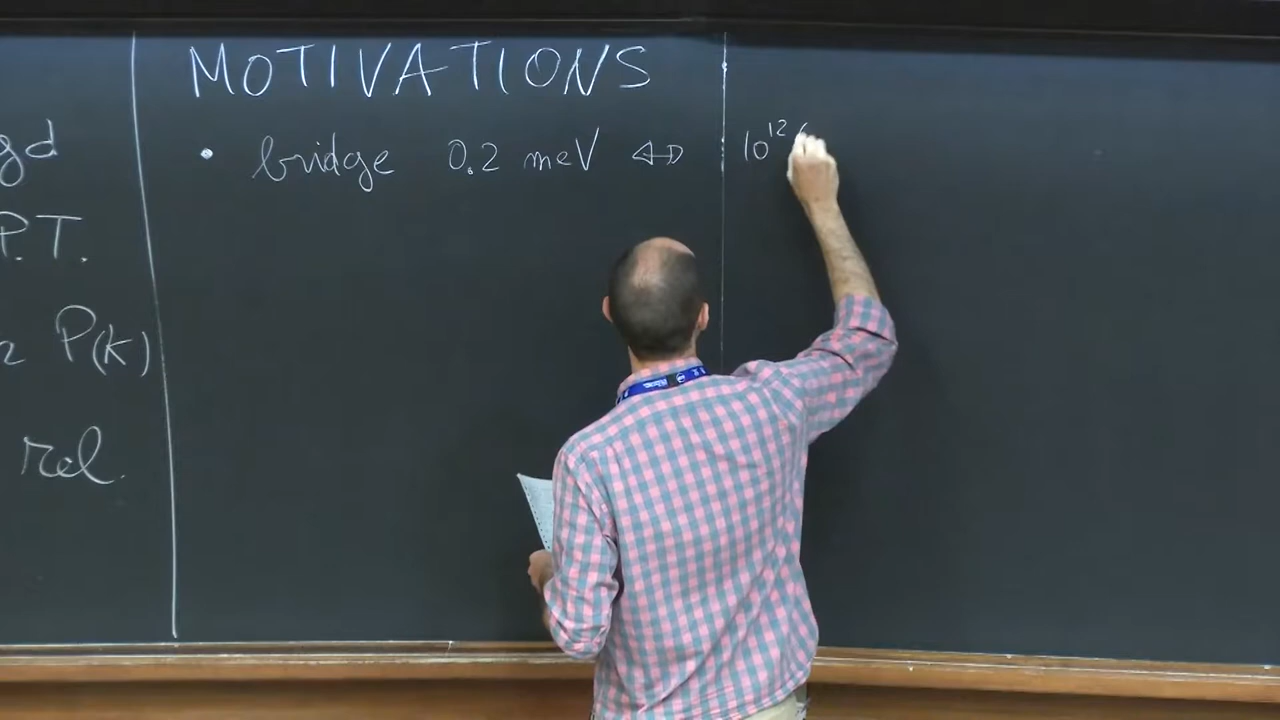 MOTIVATIONS
• bridge 0.2 meV ↔ 10¹²
gd
P.T.
P(k)
rel.